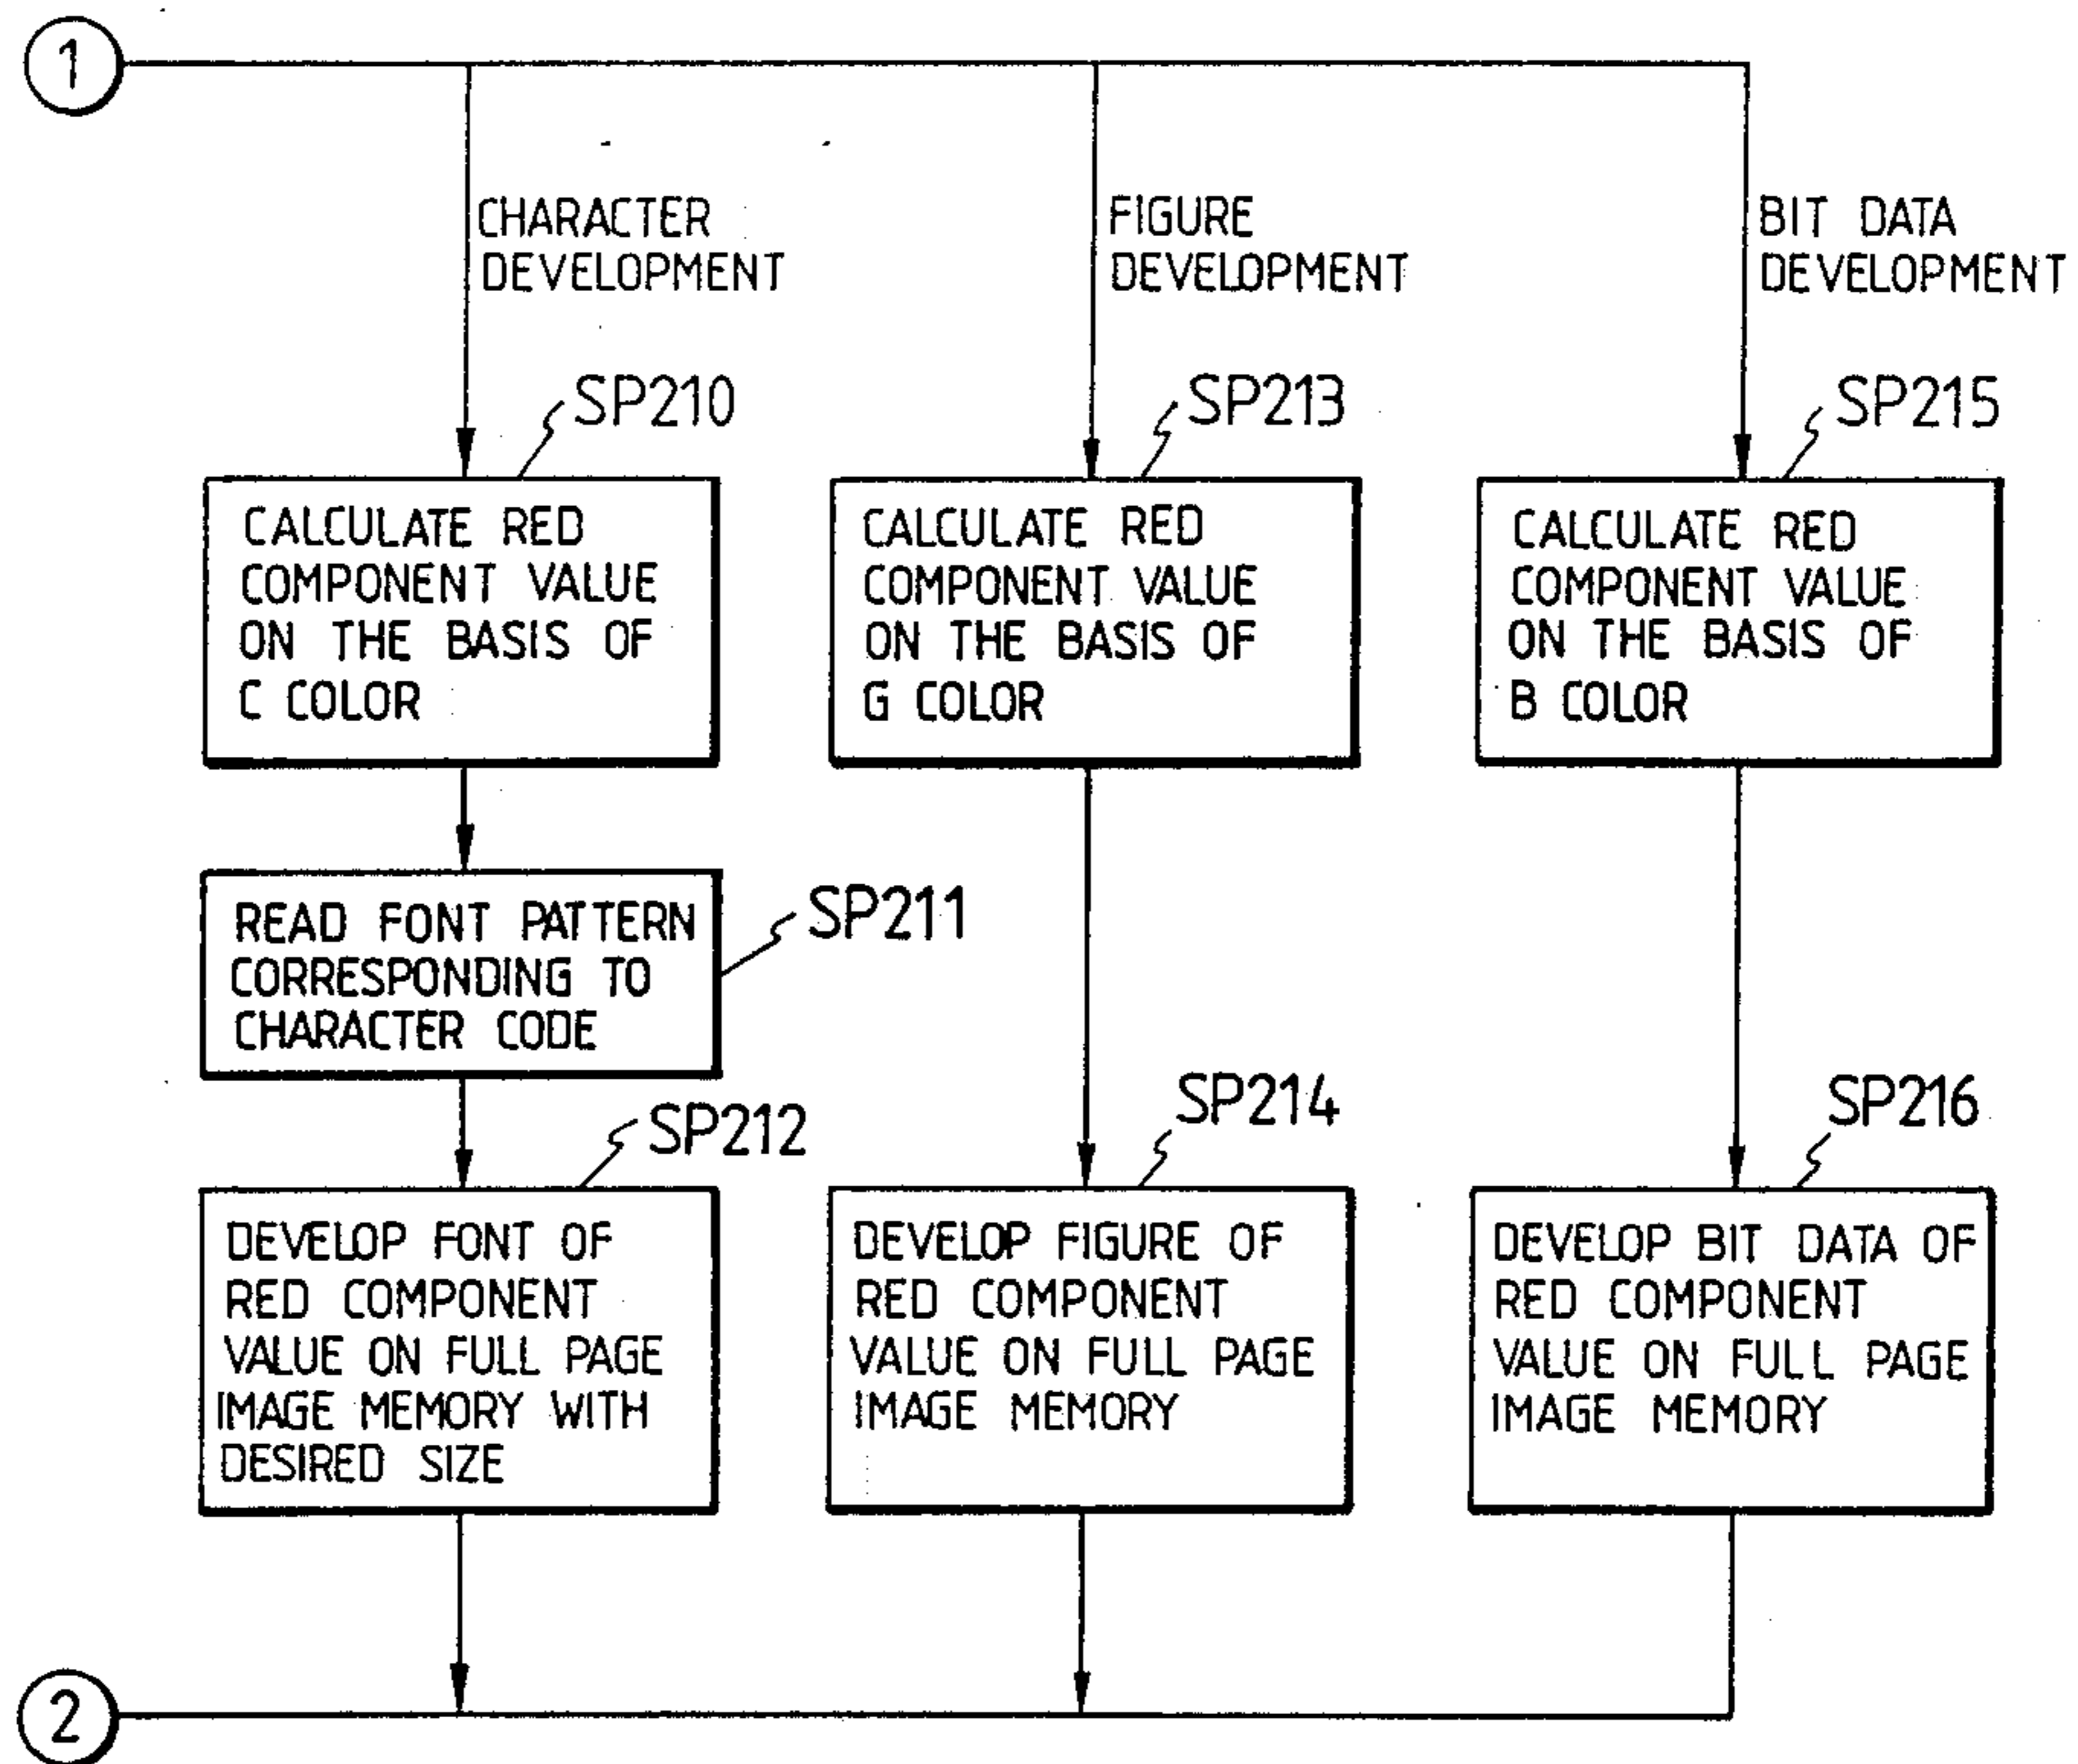 1
CHARACTER
DEVELOPMENT
FIGURE
DEVELOPMENT
BIT DATA
DEVELOPMENT
SP210
CALCULATE RED
COMPONENT VALUE
ON THE BASIS OF
C COLOR
SP211
READ FONT PATTERN
CORRESPONDING TO
CHARACTER CODE
SP212
DEVELOP FONT OF
RED COMPONENT
VALUE ON FULL PAGE
IMAGE MEMORY WITH
DESIRED SIZE
SP213
CALCULATE RED
COMPONENT VALUE
ON THE BASIS OF
G COLOR
SP214
DEVELOP FIGURE OF
RED COMPONENT
VALUE ON FULL PAGE
IMAGE MEMORY
SP215
CALCULATE RED
COMPONENT VALUE
ON THE BASIS OF
B COLOR
SP216
DEVELOP BIT DATA OF
RED COMPONENT
VALUE ON FULL PAGE
IMAGE MEMORY
2